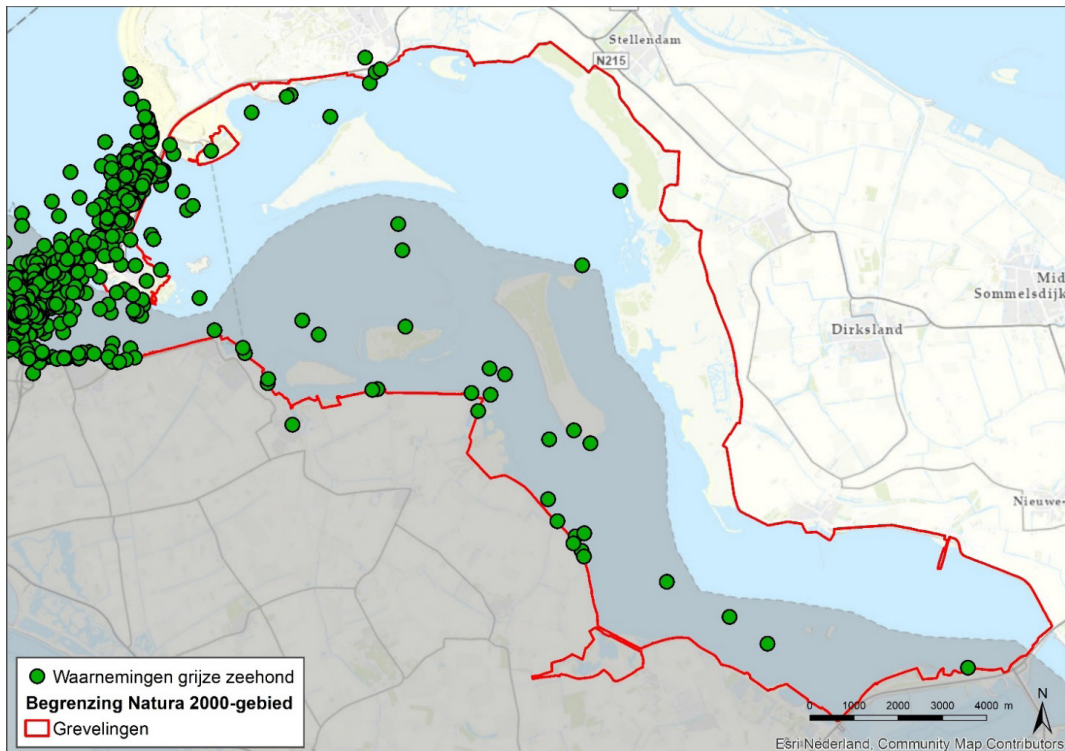 Stellendam
N215
Mid
Sommelsdijk
Dirksland
Nieuwe-
Waarnemingen grijze zeehond
Begrenzing Natura 2000-gebied
Grevelingen
N
0 1000 2000 3000 4000 m
Esri Nederland, Community Map Contributors